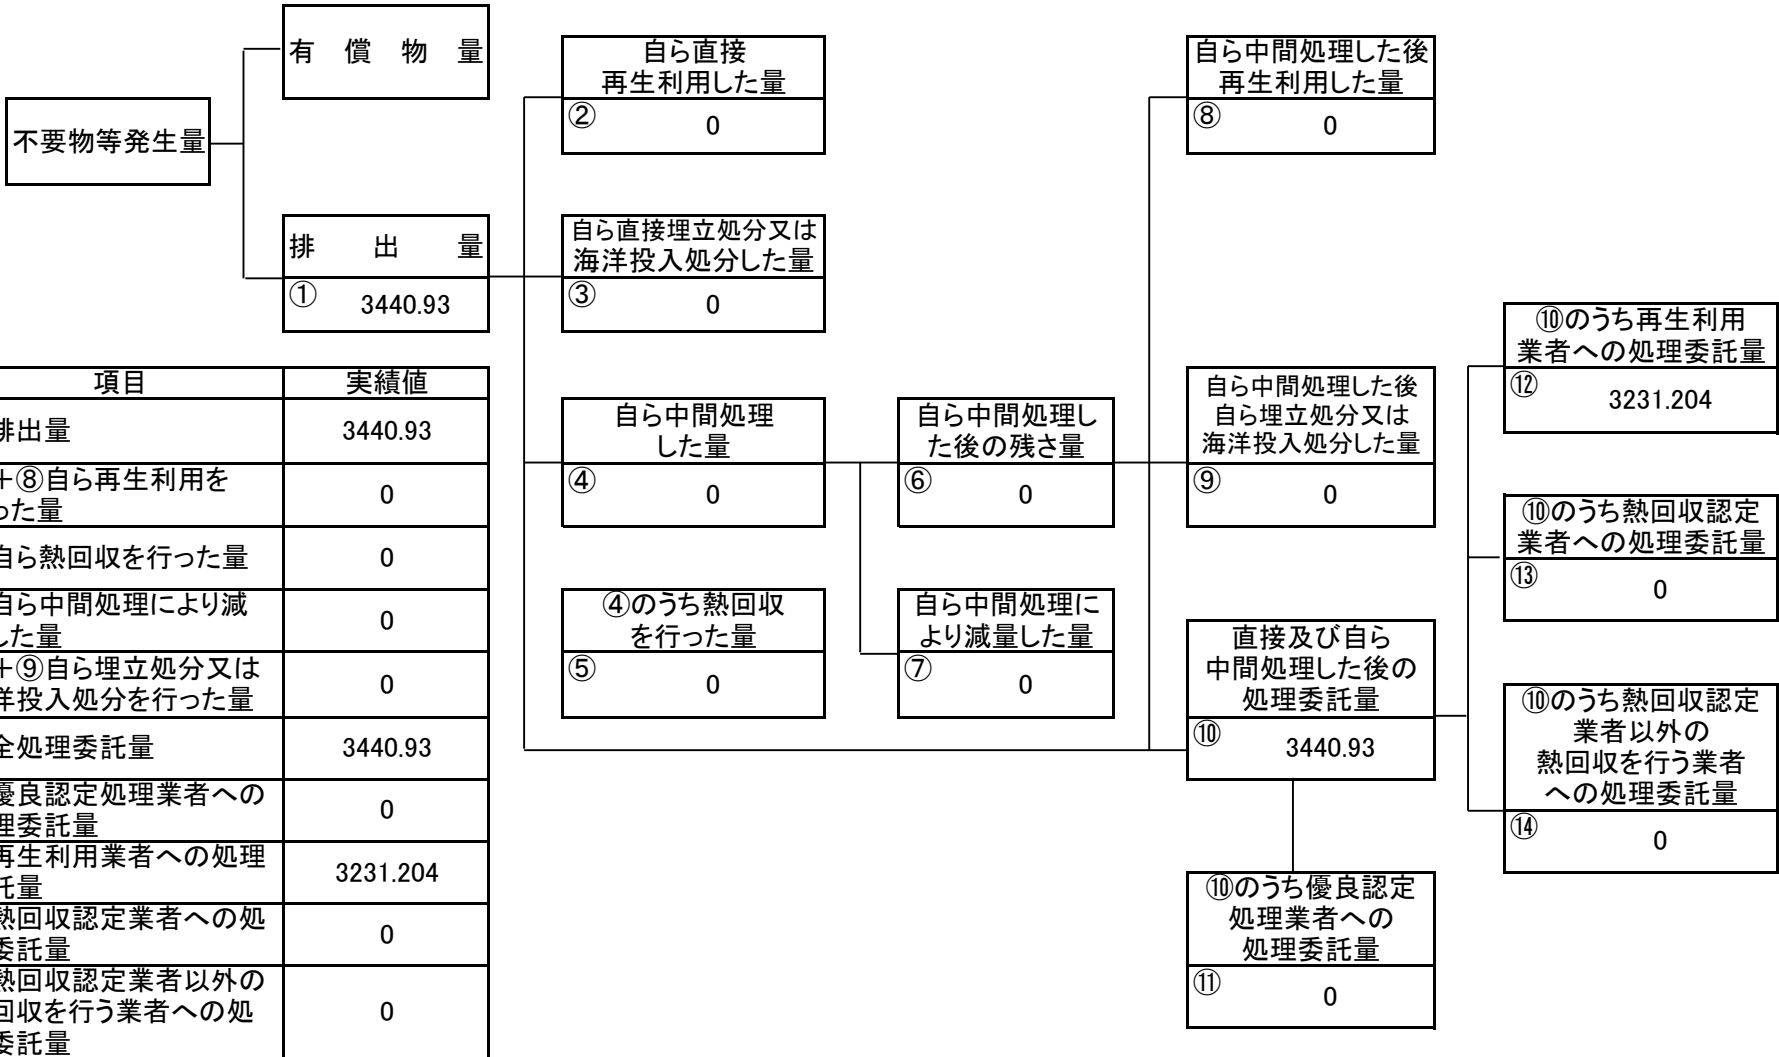 有償物量
不要物等発生量
排出量
①
3440.93
自ら直接
再生利用した量
②
0
自ら直接埋立処分又は
海洋投入処分した量
③
0
自ら中間処理
した量
④
0
④のうち熱回収
を行った量
⑤
0
自ら中間処理し
た後の残さ量
⑥
0
自ら中間処理に
より減量した量
⑦
0
自ら中間処理した後
再生利用した量
⑧
0
自ら中間処理した後
自ら埋立処分又は
海洋投入処分した量
⑨
0
直接及び自ら
中間処理した後の
処理委託量
⑩
3440.93
⑩のうち優良認定
処理業者への
処理委託量
⑪
0
⑩のうち再生利用
業者への処理委託量
⑫
3231.204
⑩のうち熱回収認定
業者への処理委託量
⑬
0
⑩のうち熱回収認定
業者以外の
熱回収を行う業者
への処理委託量
⑭
0
項目
実績値
排出量
3440.93
+⑧自ら再生利用を
った量
0
自ら熱回収を行った量
0
自ら中間処理により減
した量
0
+⑨自ら埋立処分又は
洋投入処分を行った量
0
全処理委託量
3440.93
優良認定処理業者への
理委託量
0
再生利用業者への処理
託量
3231.204
熱回収認定業者への処
委託量
0
熱回収認定業者以外の
回収を行う業者への処
委託量
0